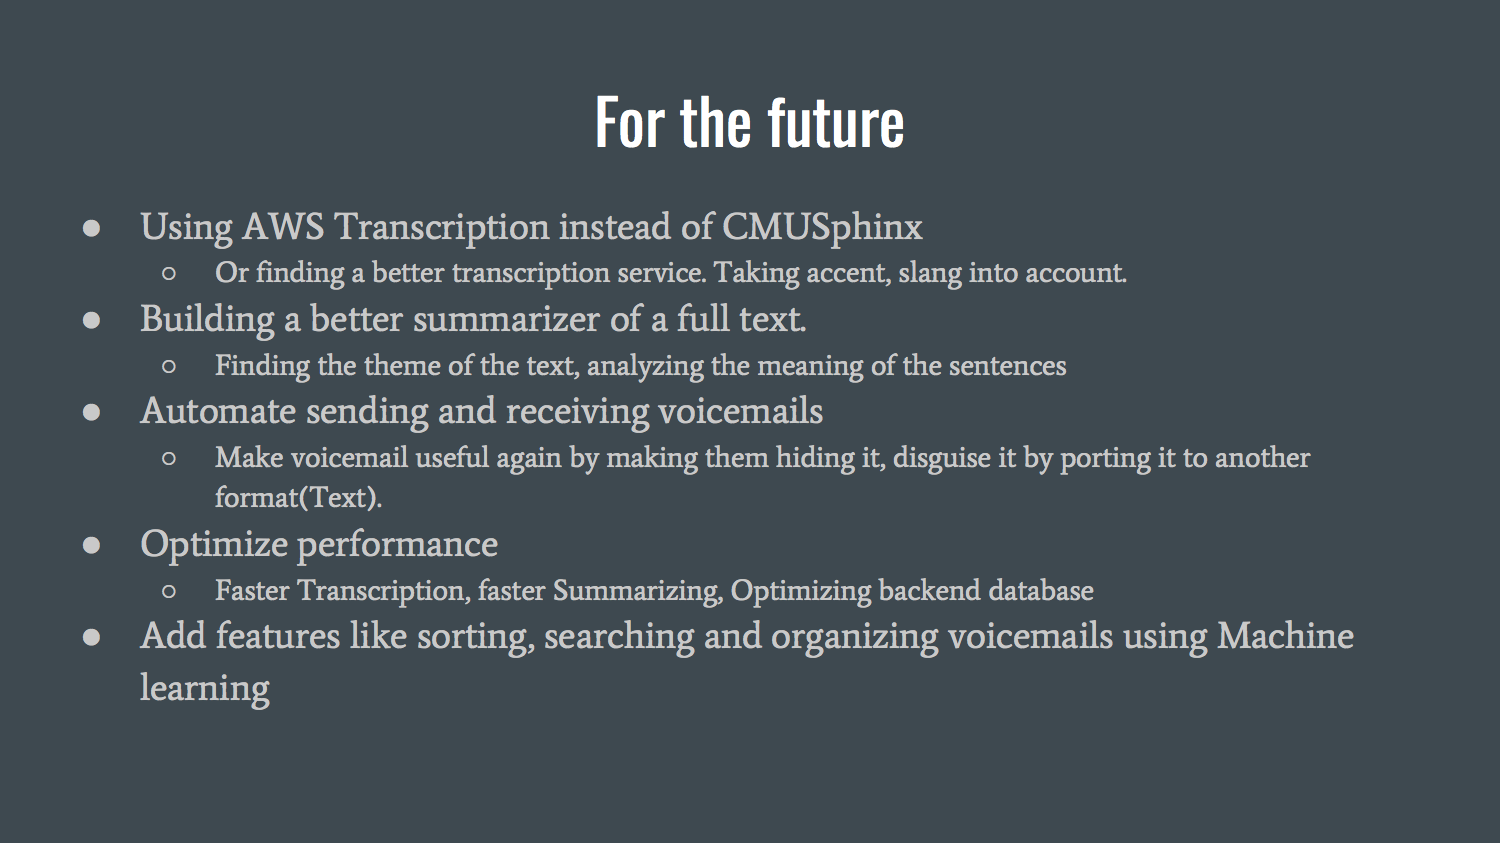 For the future
● Using AWS Transcription instead of CMUSphinx
○ Or finding a better transcription service. Taking accent, slang into account.
● Building a better summarizer of a full text.
○ Finding the theme of the text, analyzing the meaning of the sentences
● Automate sending and receiving voicemails
○ Make voicemail useful again by making them hiding it, disguise it by porting it to another
format(Text).
● Optimize performance
○ Faster Transcription, faster Summarizing, Optimizing backend database
● Add features like sorting, searching and organizing voicemails using Machine
learning